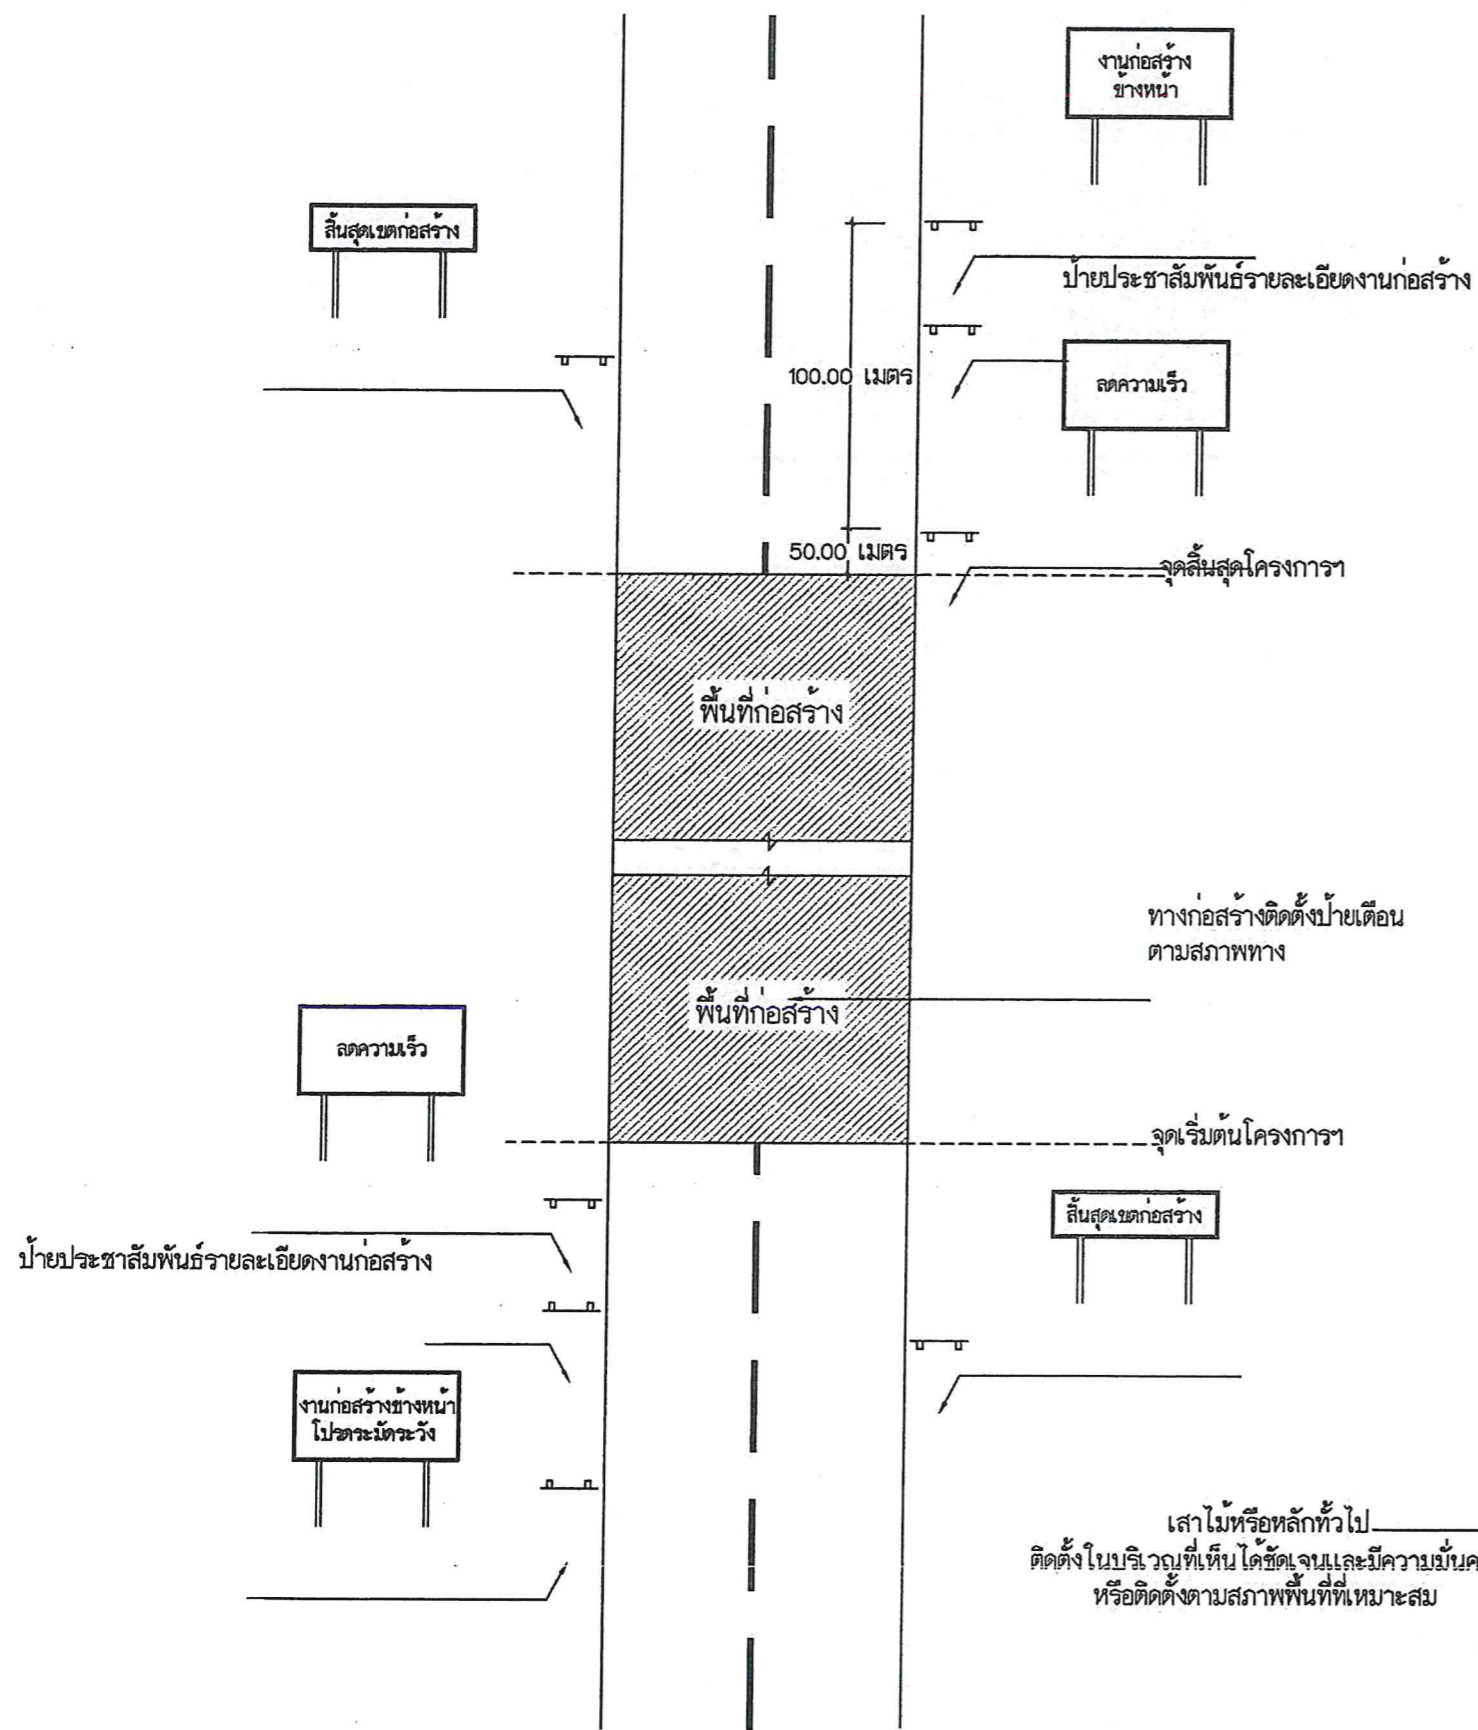 งานก่อสร้าง
ข้างหน้า
สิ้นสุดเขตก่อสร้าง
ป้ายประชาสัมพันธ์รายละเอียดงานก่อสร้าง
100.00 เมตร
ลดความเร็ว
50.00 เมตร
จุดสิ้นสุดโครงการฯ
พื้นที่ก่อสร้าง
ทางก่อสร้างติดตั้งป้ายเตือน
ตามสภาพทาง
พื้นที่ก่อสร้าง
ลดความเร็ว
จุดเริ่มต้นโครงการฯ
สิ้นสุดเขตก่อสร้าง
ป้ายประชาสัมพันธ์รายละเอียดงานก่อสร้าง
งานก่อสร้างข้างหน้า
โปรดระมัดระวัง
เสาไม้หรือหลักทั่วไป
ติดตั้งในบริเวณที่เห็นได้ชัดเจนและมีความมั่นค
หรือติดตั้งตามสภาพพื้นที่ที่เหมาะสม